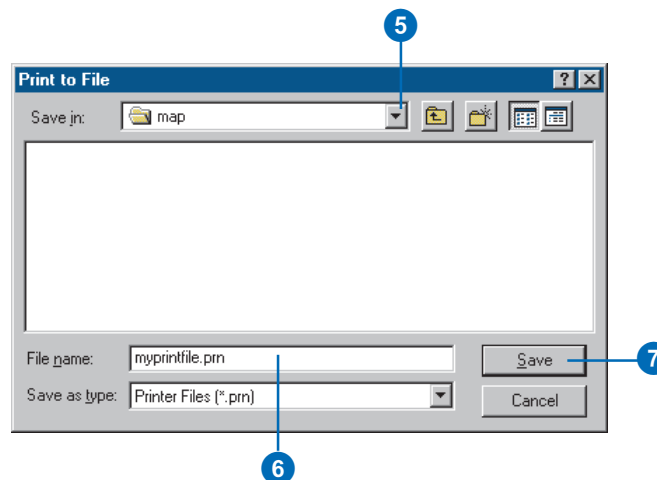 5
Print to File
Save in: map
File name: myprintfile.prn Save
7
Save as type: Printer Files (*.prn) Cancel
6